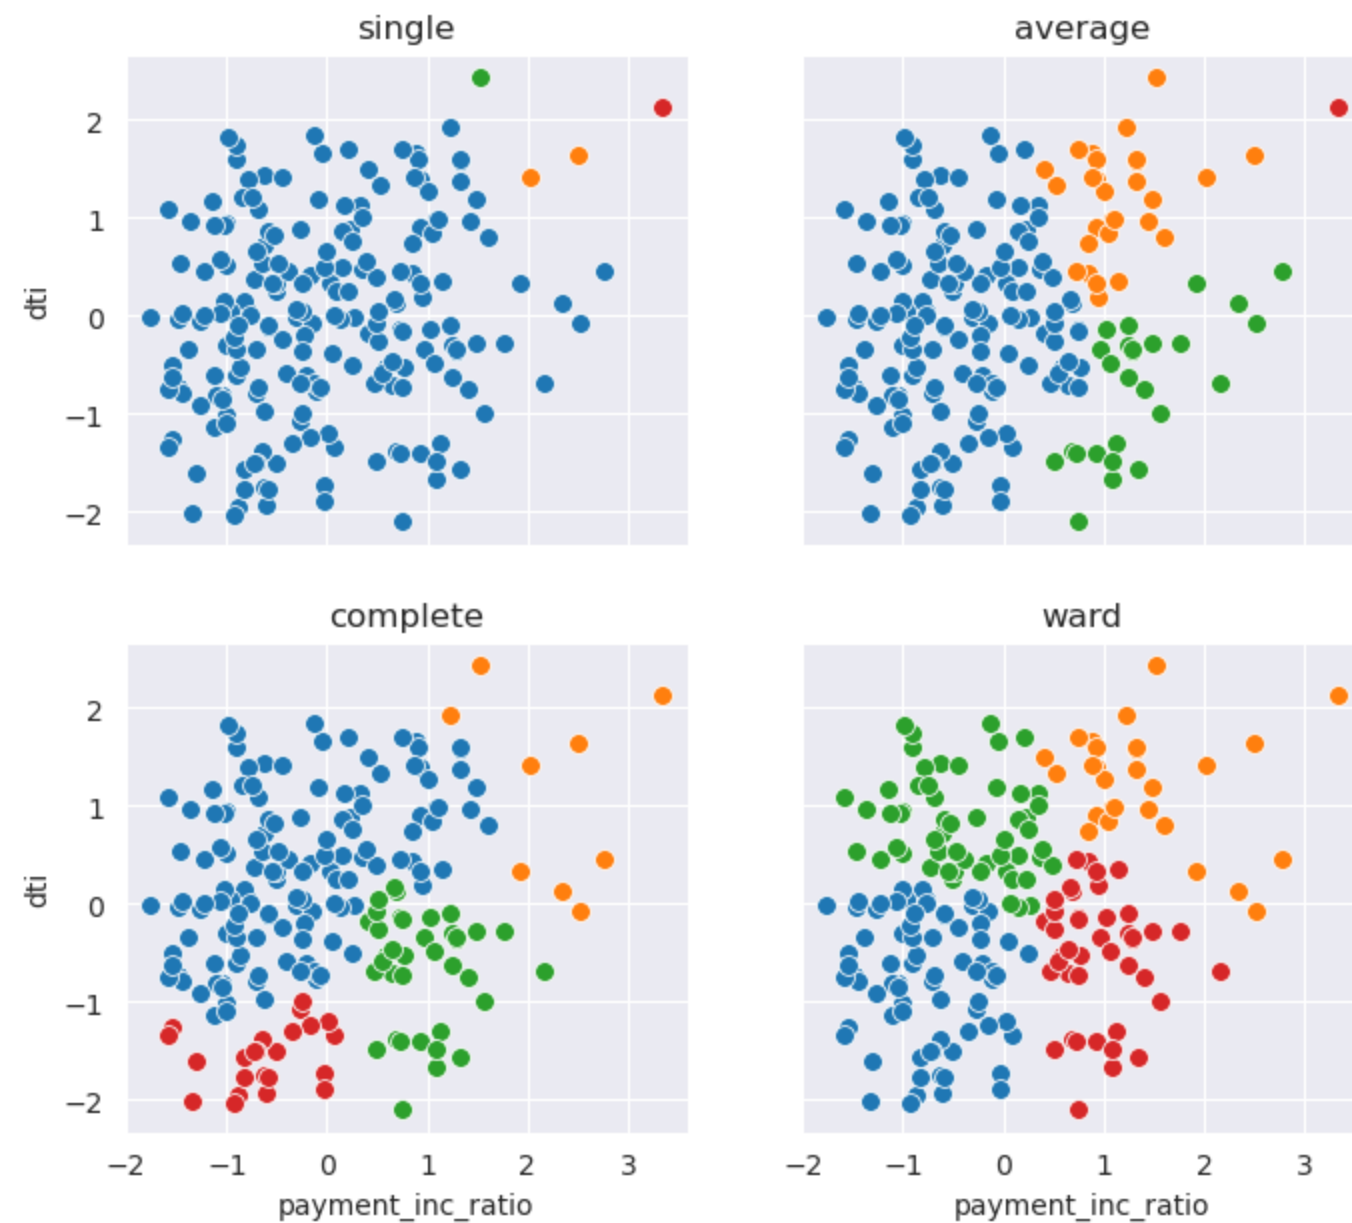 single
average
2
1
0
−1
−2
dti
complete
ward
2
1
0
−1
−2
dti
−2 −1 0 1 2 3
−2 −1 0 1 2 3
payment_inc_ratio
payment_inc_ratio